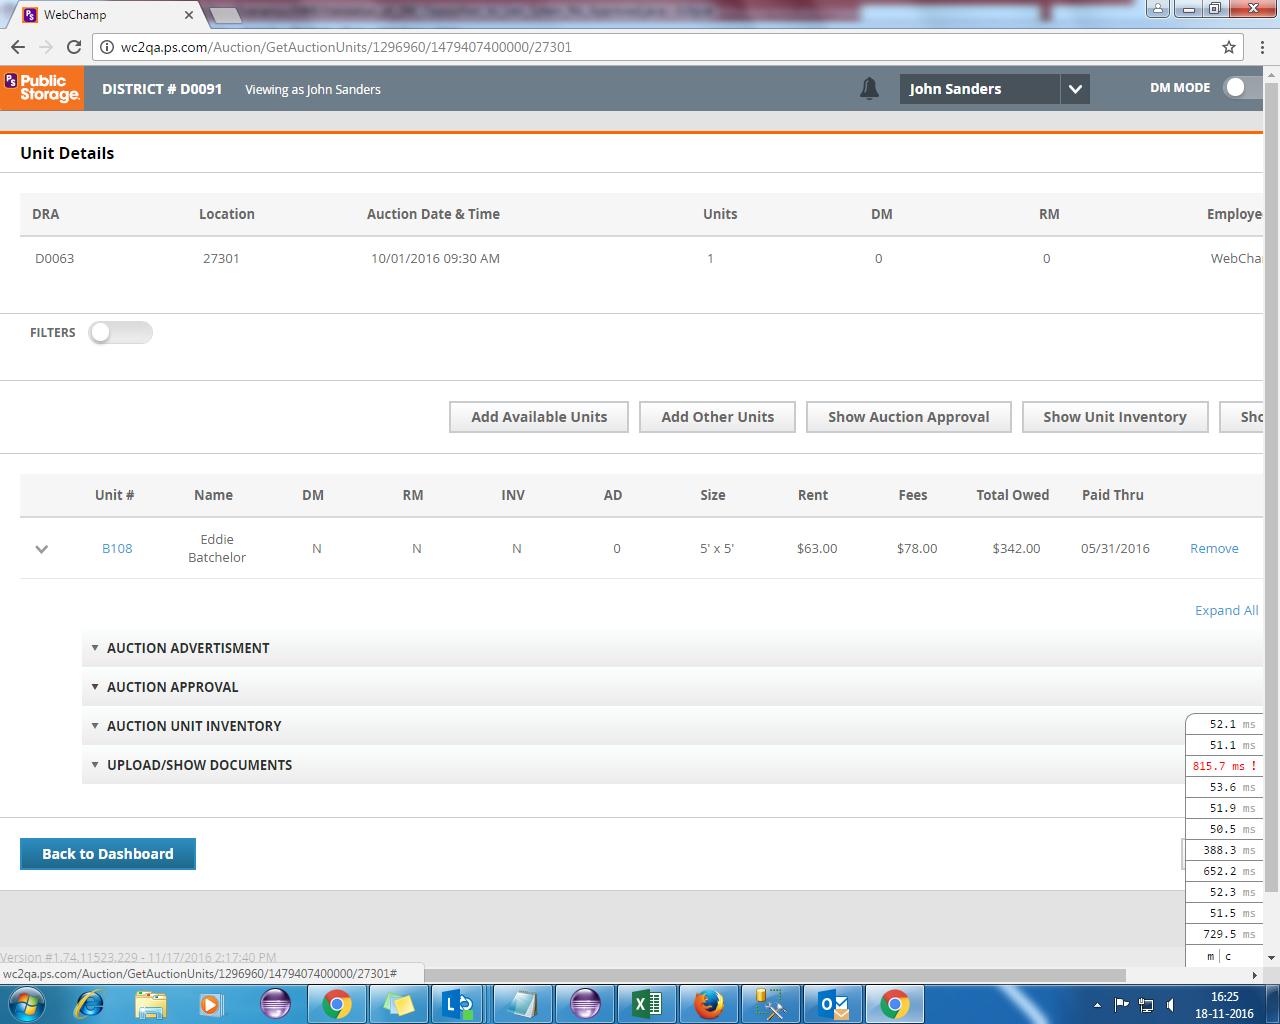 WebChamp
wc2qa.ps.com/Auction/GetAuctionUnits/1296960/1479407400000/27301
PS Public Storage.
DISTRICT # D0091
Viewing as John Sanders
John Sanders
DM MODE
Unit Details
DRA Location Auction Date & Time Units DM RM Employe
D0063 27301 10/01/2016 09:30 AM 1 0 0 WebCha
FILTERS
Add Available Units Add Other Units Show Auction Approval Show Unit Inventory Sho
Unit # Name DM RM INV AD Size Rent Fees Total Owed Paid Thru
B108 Eddie Batchelor N N N 0 5' x 5' $63.00 $78.00 $342.00 05/31/2016 Remove
Expand All
AUCTION ADVERTISMENT
AUCTION APPROVAL
AUCTION UNIT INVENTORY
UPLOAD/SHOW DOCUMENTS
52.1 ms
51.1 ms
815.7 ms !
53.6 ms
51.9 ms
50.5 ms
388.3 ms
652.2 ms
52.3 ms
51.5 ms
729.5 ms
m | c
Back to Dashboard
Version #1.74.11523.229 - 11/17/2016 2:17:40 PM
wc2qa.ps.com/Auction/GetAuctionUnits/1296960/1479407400000/27301#
16:25
18-11-2016